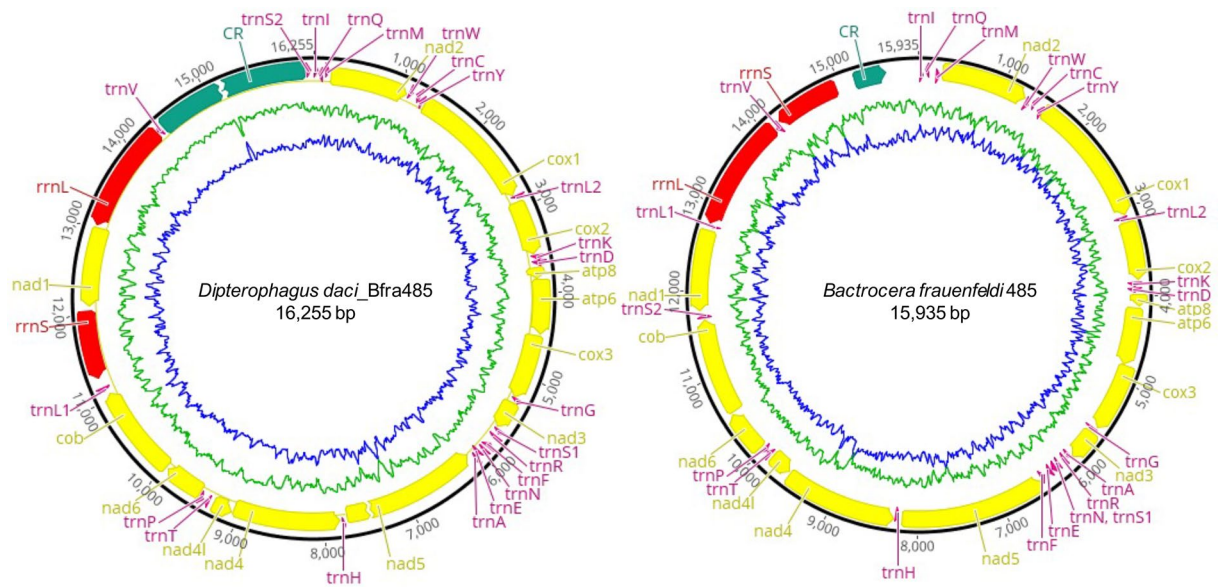 trnS2
trnI
trnQ
trnM
trnW
nad2
trnC
trnY
CR
16,255
1,000
2,000
cox1
trnL2
3,000
cox2
trnK
trnD
atp8
4,000
atp6
cox3
5,000
trnG
nad3
trnS1
6,000
trnR
trnF
trnN
trnE
trnA
7,000
nad5
trnH
8,000
nad4
9,000
nad4l
trnT
trnP
nad6
10,000
cob
11,000
trnL1
rrnS
12,000
nad1
13,000
rrnL
14,000
trnV
15,000
Dipterophagus daci_Bfra485
16,255 bp
trnI
trnQ
trnM
nad2
1,000
trnW
trnC
trnY
2,000
cox1
3,000
trnL2
cox2
trnK
trnD
4,000
atp8
atp6
cox3
5,000
trnG
nad3
6,000
trnA
trnR
trnN, trnS1
trnE
trnF
7,000
nad5
8,000
trnH
9,000
nad4
nad4l
trnT
trnP
10,000
nad6
11,000
cob
trnS2
12,000
nad1
trnL1
13,000
rrnL
14,000
trnV
rrnS
15,000
CR
15,935
Bactrocera frauenfeldi 485
15,935 bp